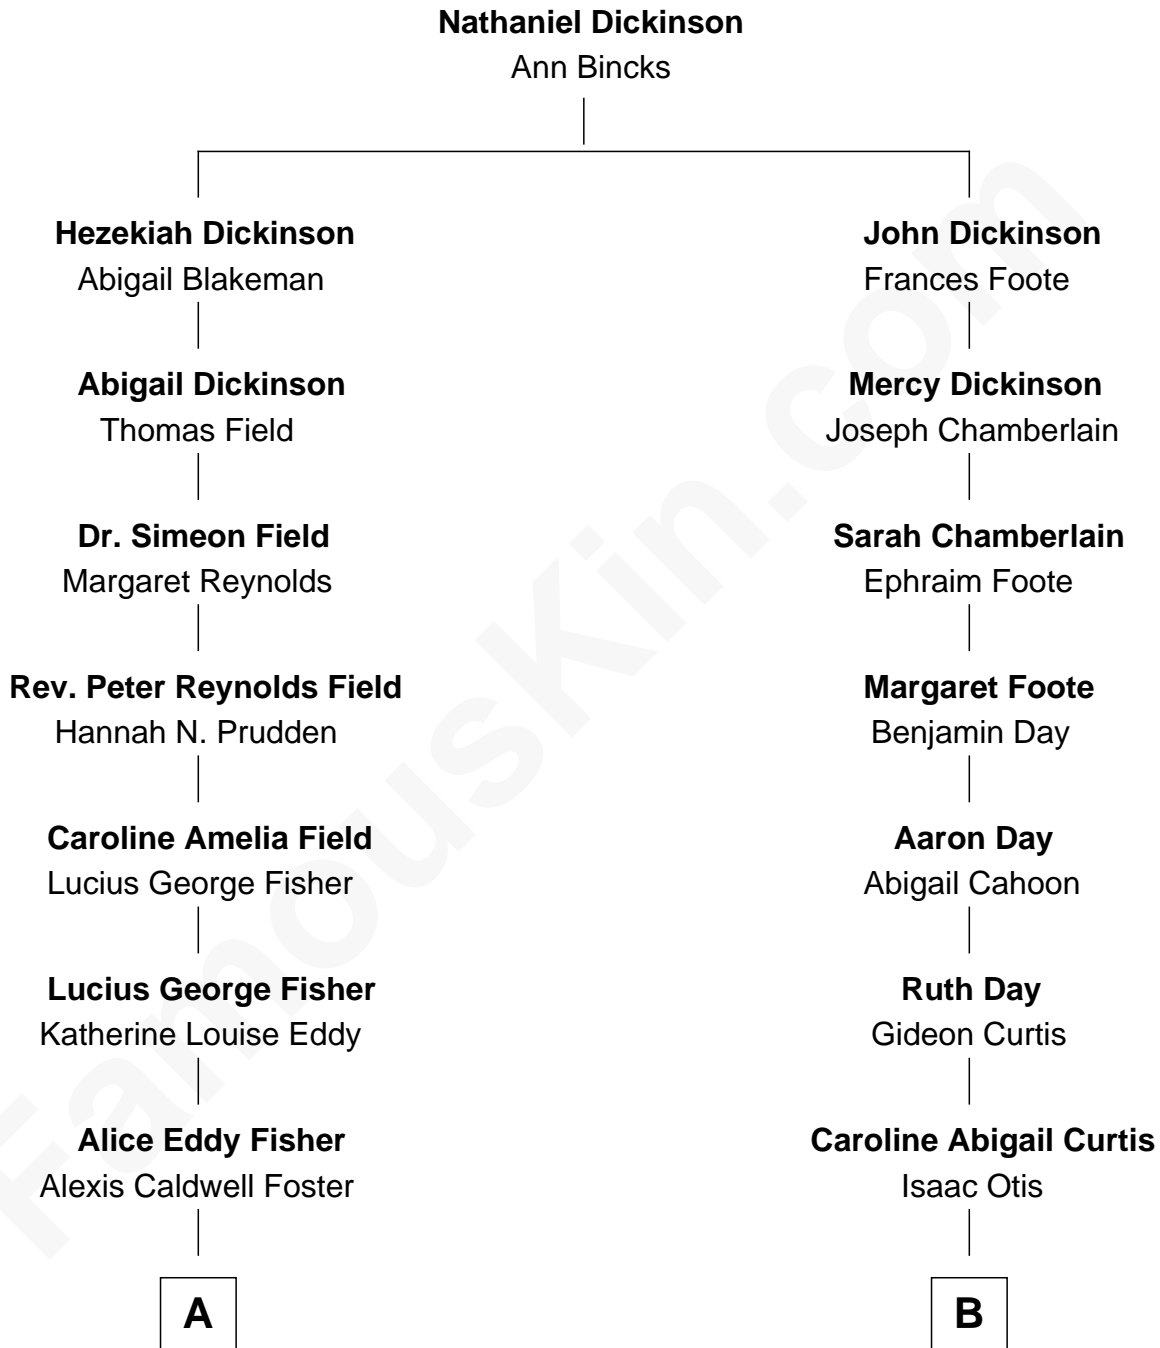 Nathaniel Dickinson
Ann Bincks
Hezekiah Dickinson
Abigail Blakeman
Abigail Dickinson
Thomas Field
Dr. Simeon Field
Margaret Reynolds
Rev. Peter Reynolds Field
Hannah N. Prudden
Caroline Amelia Field
Lucius George Fisher
Lucius George Fisher
Katherine Louise Eddy
Alice Eddy Fisher
Alexis Caldwell Foster
A
John Dickinson
Frances Foote
Mercy Dickinson
Joseph Chamberlain
Sarah Chamberlain
Ephraim Foote
Margaret Foote
Benjamin Day
Aaron Day
Abigail Cahoon
Ruth Day
Gideon Curtis
Caroline Abigail Curtis
Isaac Otis
B
FamousKin.com